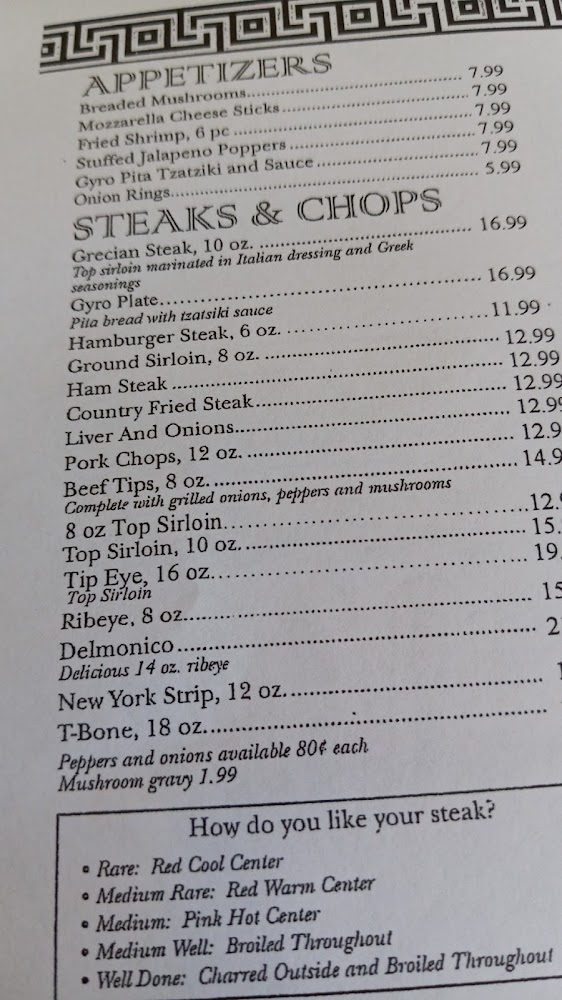 APPETIZERS
Breaded Mushrooms 7.99
Mozzarella Cheese Sticks 7.99
Fried Shrimp, 6 pc 7.99
Stuffed Jalapeno Poppers 7.99
Gyro Pita Tzatziki and Sauce 7.99
Onion Rings 5.99
STEAKS & CHOPS
Grecian Steak, 10 oz. 16.99
Top sirloin marinated in Italian dressing and Greek
seasonings
Gyro Plate 16.99
Pita bread with tzatsiki sauce
Hamburger Steak, 6 oz. 11.99
Ground Sirloin, 8 oz. 12.99
Ham Steak 12.99
Country Fried Steak 12.99
Liver And Onions 12.99
Pork Chops, 12 oz. 12.9
Beef Tips, 8 oz. 14.9
Complete with grilled onions, peppers and mushrooms
8 oz Top Sirloin 12.
Top Sirloin, 10 oz. 15.
Tip Eye, 16 oz. 19.
Top Sirloin
Ribeye, 8 oz. 15
Delmonico 2
Delicious 14 oz. ribeye
New York Strip, 12 oz.
T-Bone, 18 oz.
Peppers and onions available 80¢ each
Mushroom gravy 1.99
How do you like your steak?
• Rare: Red Cool Center
• Medium Rare: Red Warm Center
• Medium: Pink Hot Center
• Medium Well: Broiled Throughout
• Well Done: Charred Outside and Broiled Throughout